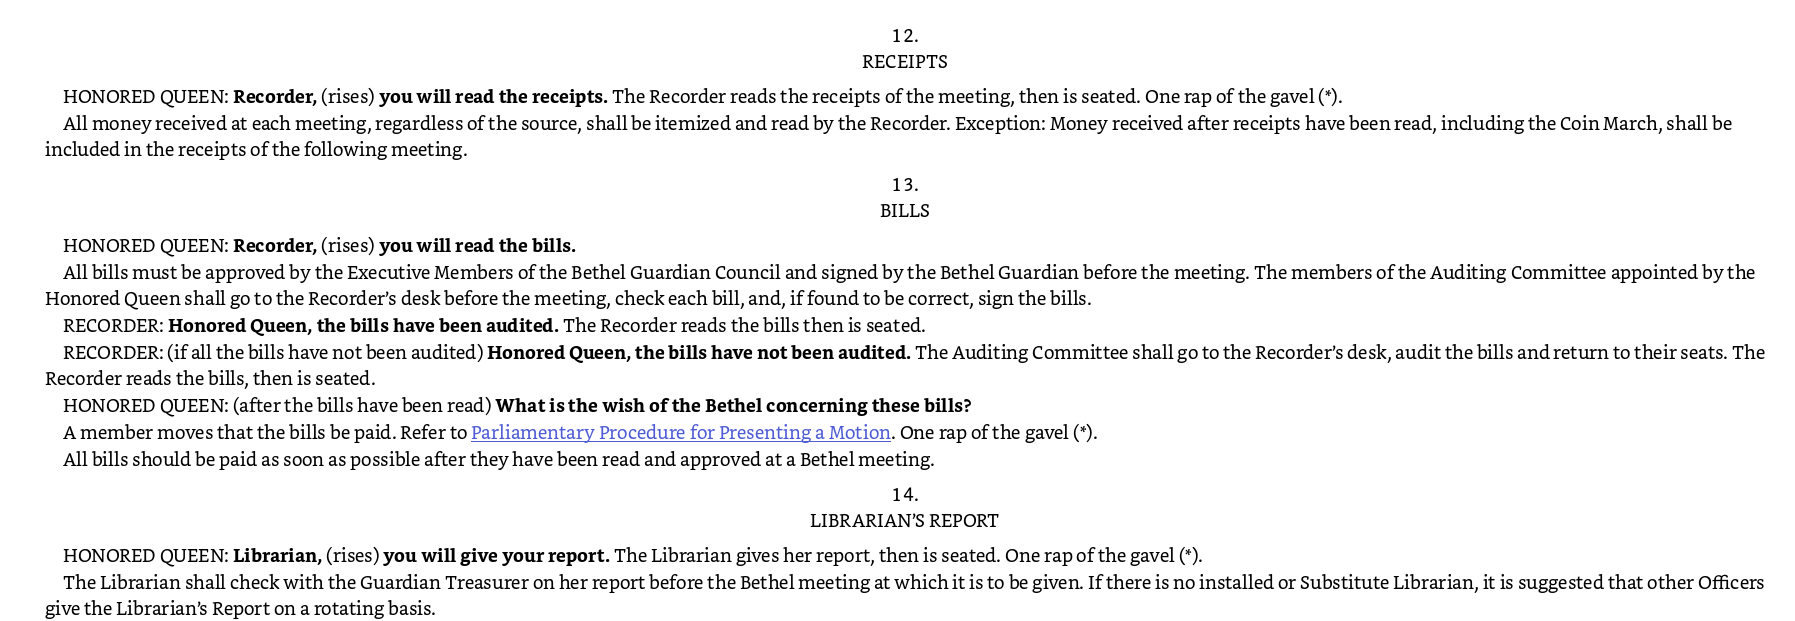 12.
RECEIPTS
HONORED QUEEN: Recorder, (rises) you will read the receipts. The Recorder reads the receipts of the meeting, then is seated. One rap of the gavel (*).
All money received at each meeting, regardless of the source, shall be itemized and read by the Recorder. Exception: Money received after receipts have been read, including the Coin March, shall be
included in the receipts of the following meeting.
13.
BILLS
HONORED QUEEN: Recorder, (rises) you will read the bills.
All bills must be approved by the Executive Members of the Bethel Guardian Council and signed by the Bethel Guardian before the meeting. The members of the Auditing Committee appointed by the
Honored Queen shall go to the Recorder’s desk before the meeting, check each bill, and, if found to be correct, sign the bills.
RECORDER: Honored Queen, the bills have been audited. The Recorder reads the bills then is seated.
RECORDER: (if all the bills have not been audited) Honored Queen, the bills have not been audited. The Auditing Committee shall go to the Recorder’s desk, audit the bills and return to their seats. The
Recorder reads the bills, then is seated.
HONORED QUEEN: (after the bills have been read) What is the wish of the Bethel concerning these bills?
A member moves that the bills be paid. Refer to Parliamentary Procedure for Presenting a Motion. One rap of the gavel (*).
All bills should be paid as soon as possible after they have been read and approved at a Bethel meeting.
14.
LIBRARIAN’S REPORT
HONORED QUEEN: Librarian, (rises) you will give your report. The Librarian gives her report, then is seated. One rap of the gavel (*).
The Librarian shall check with the Guardian Treasurer on her report before the Bethel meeting at which it is to be given. If there is no installed or Substitute Librarian, it is suggested that other Officers
give the Librarian’s Report on a rotating basis.